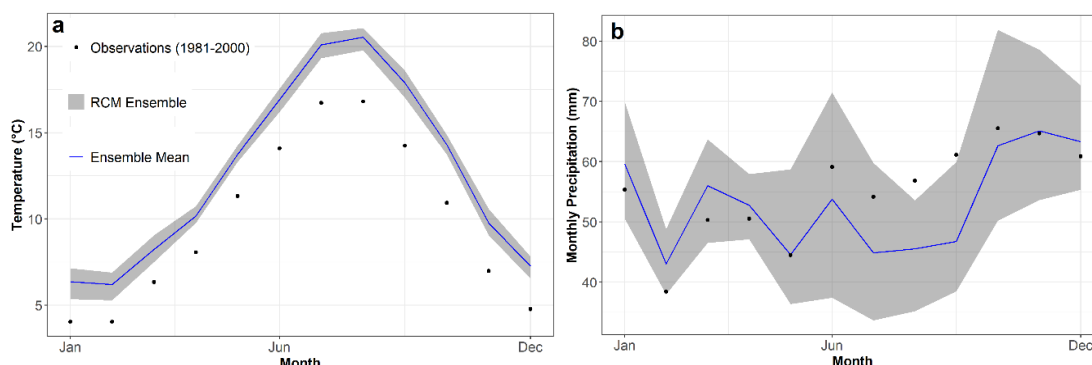 a
Observations (1981-2000)
RCM Ensemble
Ensemble Mean
Temperature (°C)
20
15
10
5
Jan
Jun
Dec
Month
b
Monthly Precipitation (mm)
80
70
60
50
40
Jan
Jun
Dec
Month